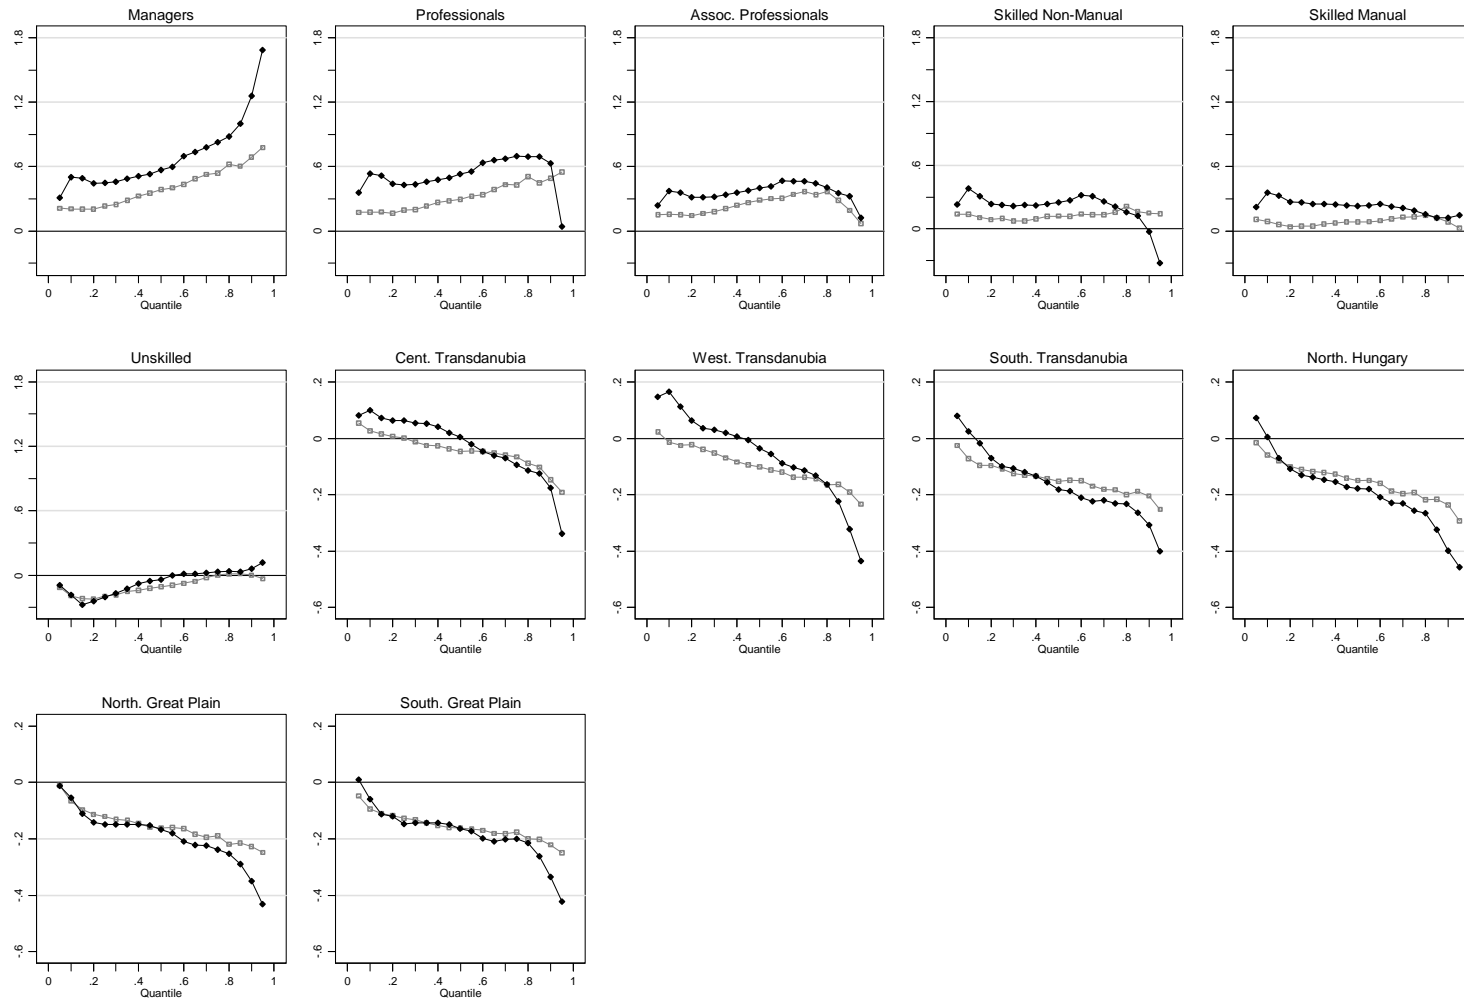 Managers
Professionals
Assoc. Professionals
Skilled Non-Manual
Skilled Manual
1.8
1.2
.6
0
0 .2 .4 .6 .8 1
Quantile
1.8
1.2
.6
0
0 .2 .4 .6 .8 1
Quantile
1.8
1.2
.6
0
0 .2 .4 .6 .8 1
Quantile
1.8
1.2
.6
0
0 .2 .4 .6 .8 1
Quantile
1.8
1.2
.6
0
0 .2 .4 .6 .8
Quantile
Unskilled
Cent. Transdanubia
West. Transdanubia
South. Transdanubia
North. Hungary
1.8
1.2
.6
0
0 .2 .4 .6 .8 1
Quantile
.2
0
-.2
-.4
-.6
0 .2 .4 .6 .8 1
Quantile
.2
0
-.2
-.4
-.6
0 .2 .4 .6 .8 1
Quantile
.2
0
-.2
-.4
-.6
0 .2 .4 .6 .8 1
Quantile
.2
0
-.2
-.4
-.6
0 .2 .4 .6 .8
Quantile
North. Great Plain
South. Great Plain
.2
0
-.2
-.4
-.6
0 .2 .4 .6 .8 1
Quantile
.2
0
-.2
-.4
-.6
0 .2 .4 .6 .8 1
Quantile